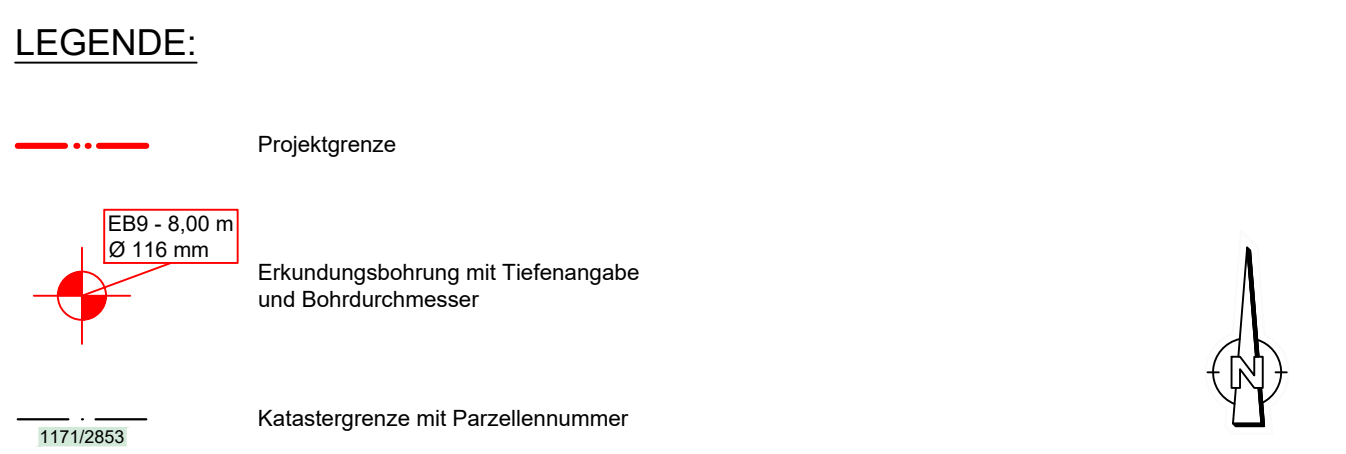 LEGENDE:
Projektgrenze
EB9 - 8,00 m
Ø 116 mm
Erkundungsbohrung mit Tiefenangabe
und Bohrdurchmesser
Katastergrenze mit Parzellennummer
1171/2853
N